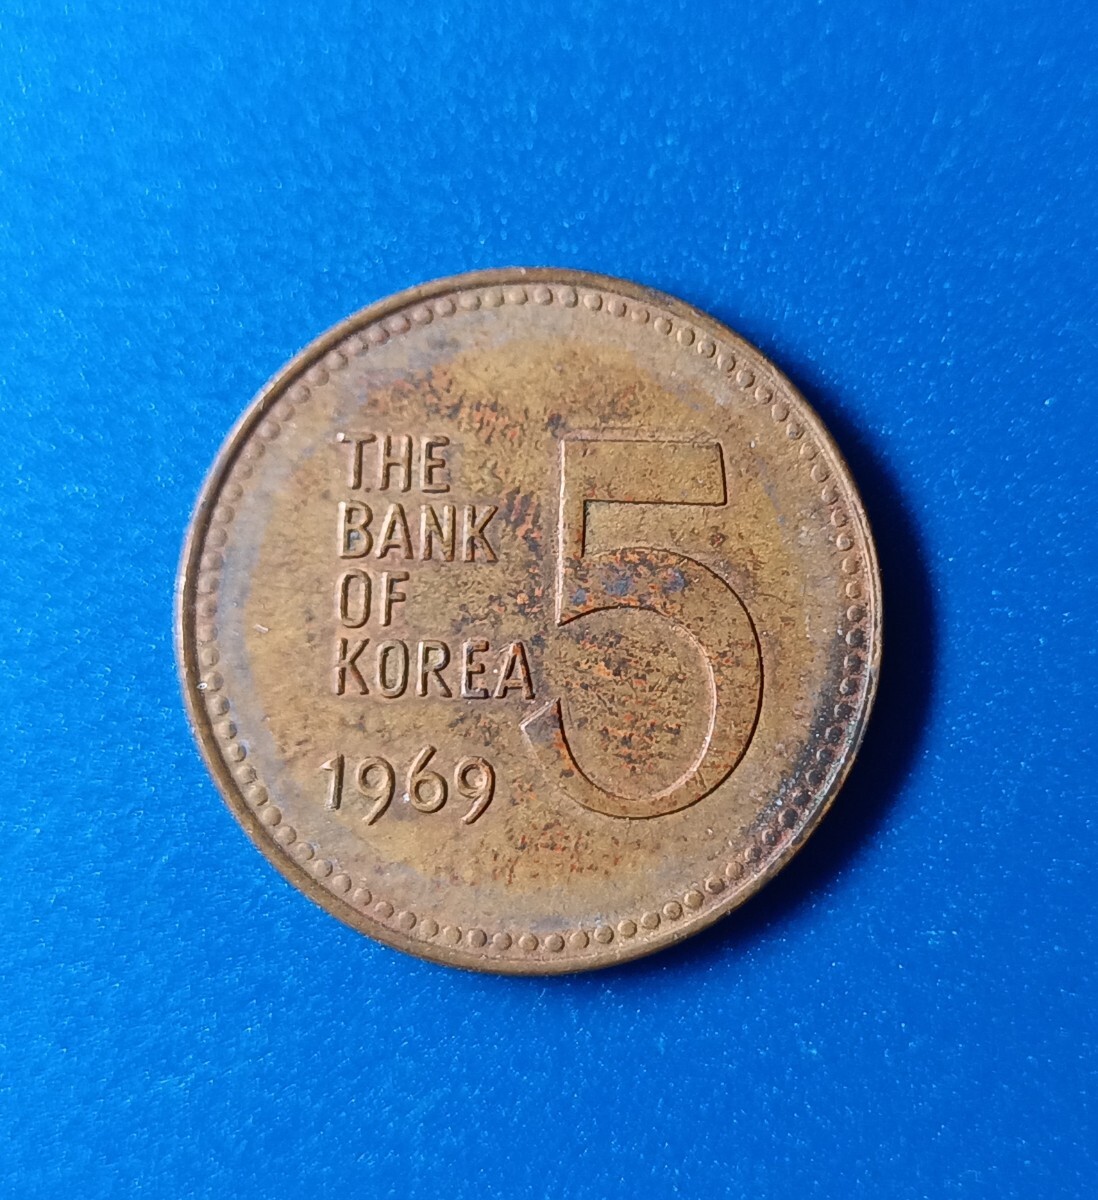 THE
BANK
OF
KOREA
1969
5